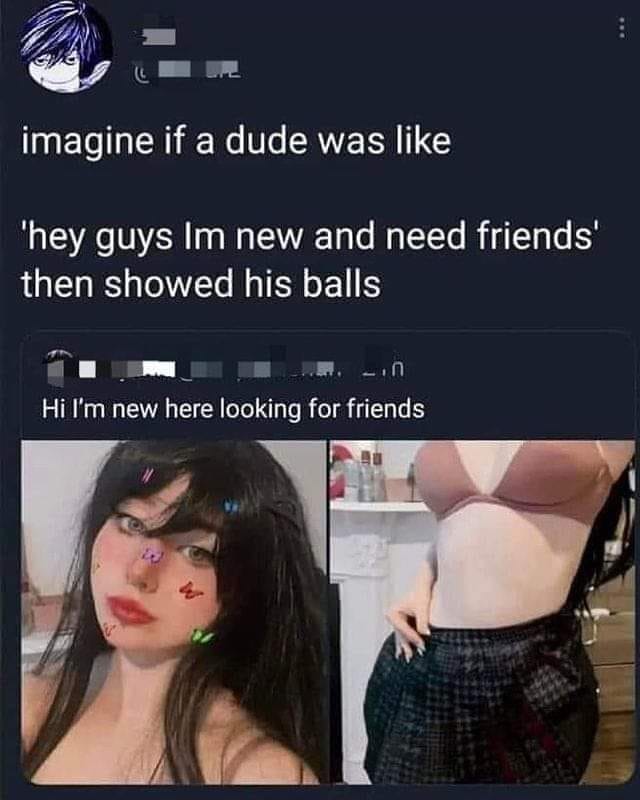 imagine if a dude was like
'hey guys Im new and need friends'
then showed his balls
Hi I'm new here looking for friends